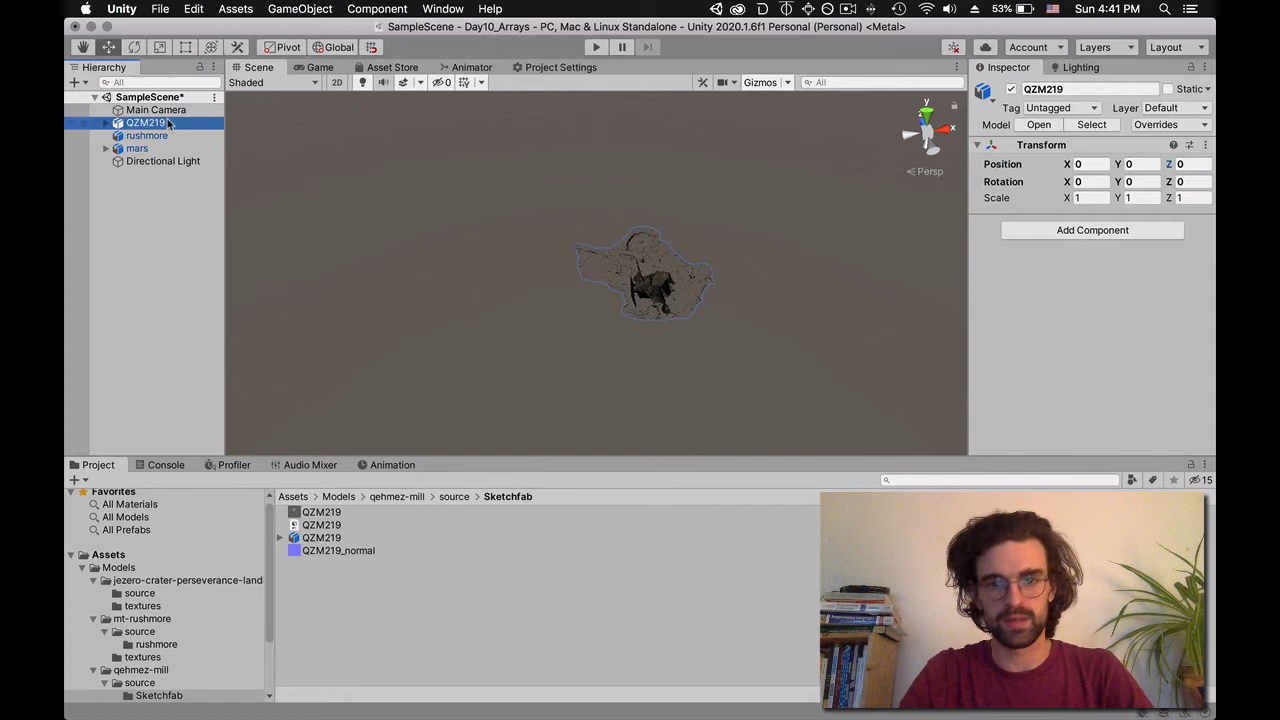 Unity File Edit Assets GameObject Component Window Help 53% Sun 4:41 PM
SampleScene - Day10_Arrays - PC, Mac & Linux Standalone - Unity 2020.1.6f1 Personal (Personal) <Metal>
Pivot Global Account Layers Layout
Hierarchy Scene Game Asset Store Animator Project Settings Inspector Lighting
All Shaded 2D 0 Gizmos All
SampleScene*
Main Camera
QZM219
rushmore
mars
Directional Light
y
x
Persp
QZM219 Static
Tag Untagged Layer Default
Model Open Select Overrides
Transform
Position X 0 Y 0 Z 0
Rotation X 0 Y 0 Z 0
Scale X 1 Y 1 Z 1
Add Component
Project Console Profiler Audio Mixer Animation
15
Favorites
All Materials
All Models
All Prefabs
Assets
Models
jezero-crater-perseverance-land
source
textures
mt-rushmore
source
rushmore
textures
qehmez-mill
source
Sketchfab
Assets Models qehmez-mill source Sketchfab
QZM219
QZM219
QZM219
QZM219_normal